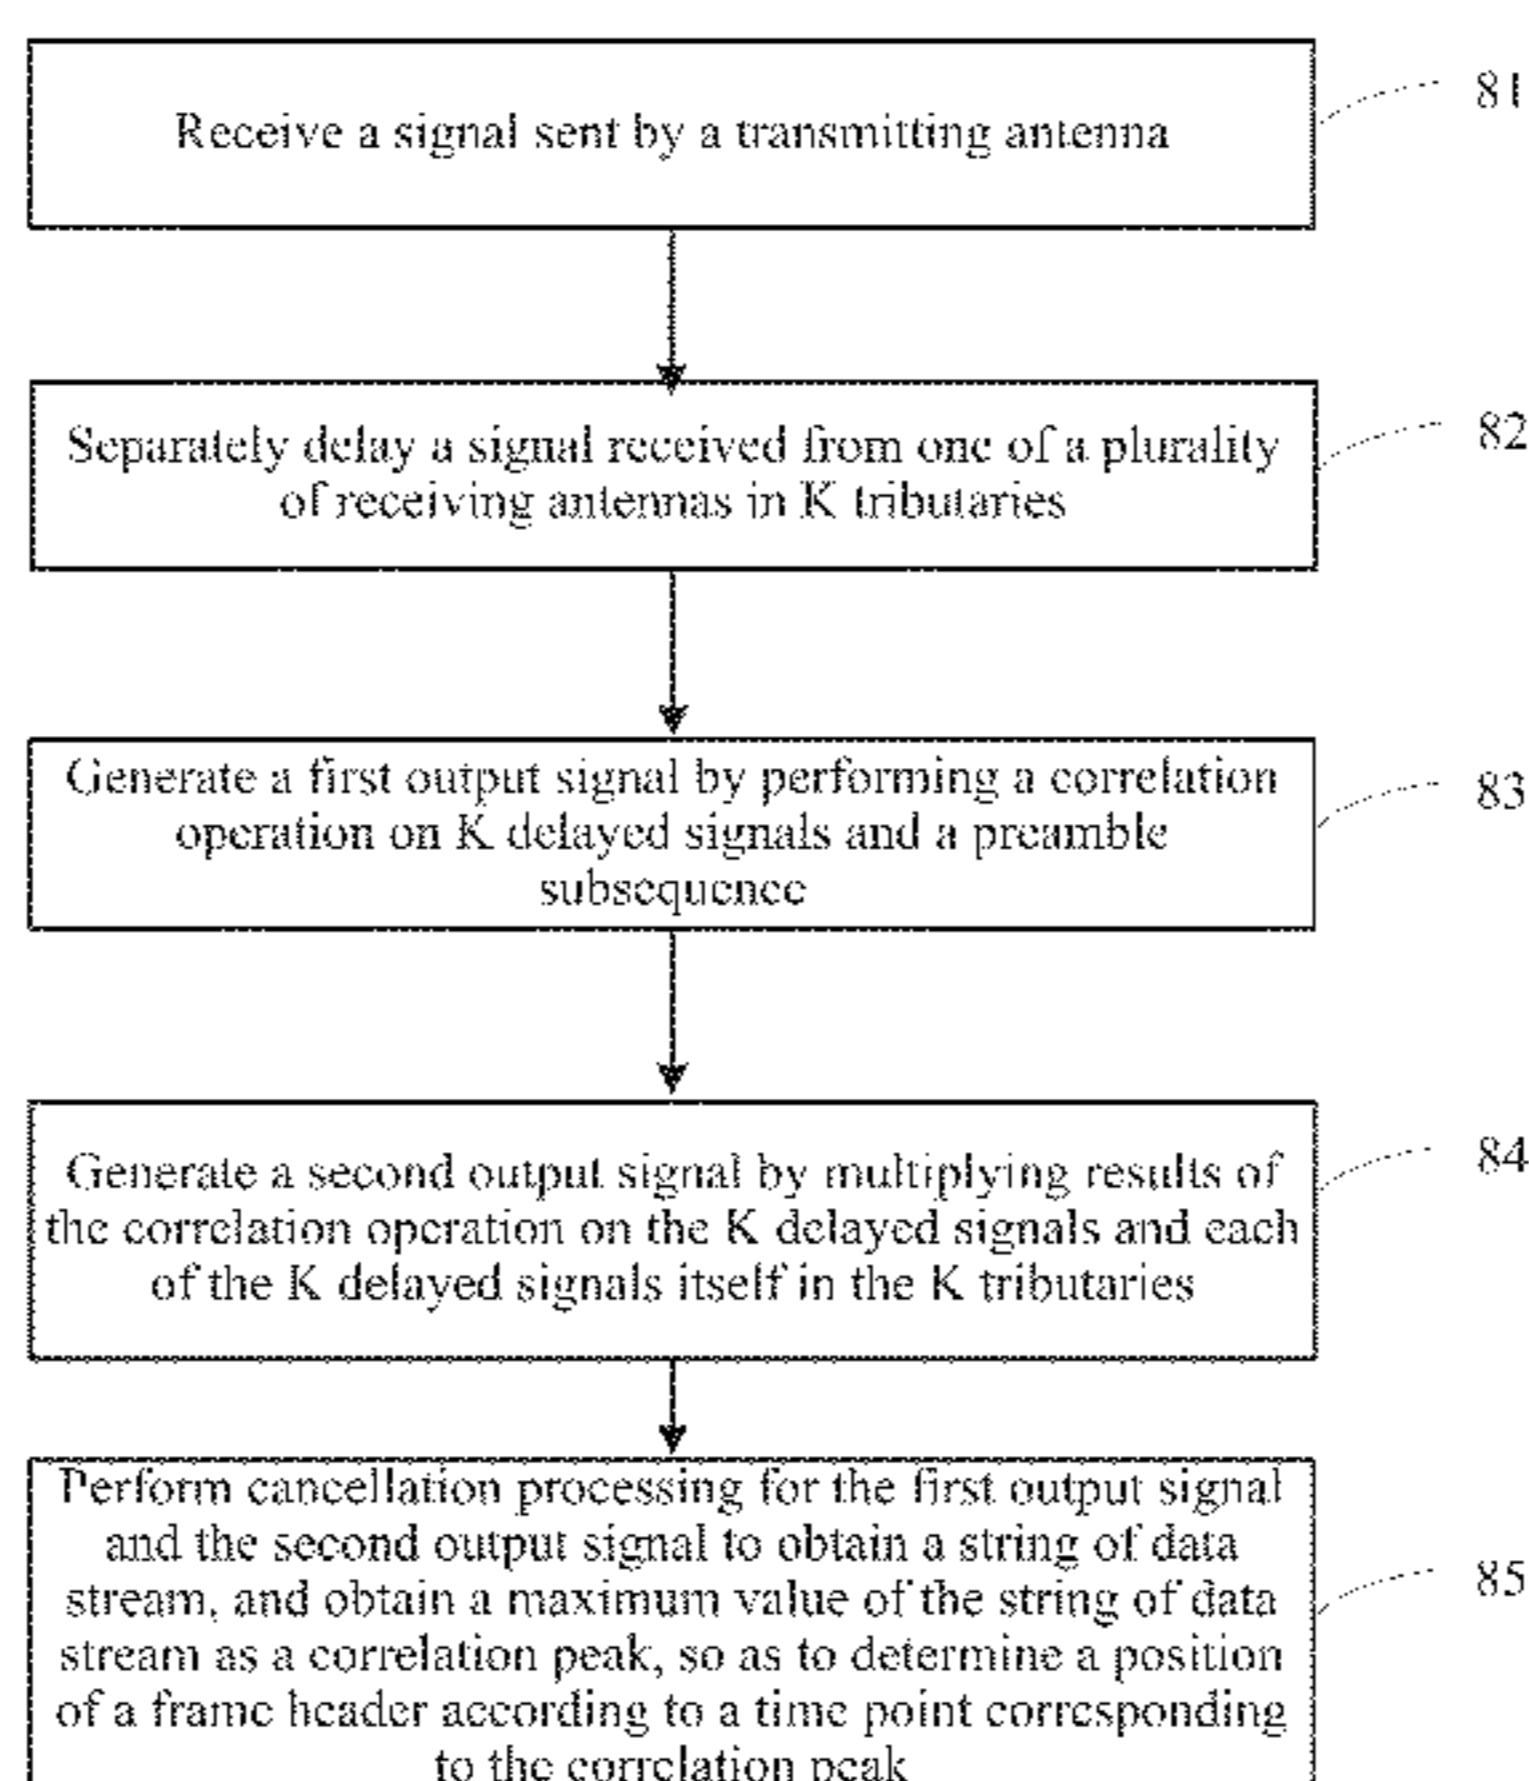 Receive a signal sent by a transmitting antenna
81
Separately delay a signal received from one of a plurality
of receiving antennas in K tributaries
82
Generate a first output signal by performing a correlation
operation on K delayed signals and a preamble
subsequence
83
Generate a second output signal by multiplying results of
the correlation operation on the K delayed signals and each
of the K delayed signals itself in the K tributaries
84
Perform cancellation processing for the first output signal
and the second output signal to obtain a string of data
stream, and obtain a maximum value of the string of data
stream as a correlation peak, so as to determine a position
of a frame header according to a time point corresponding
to the correlation peak
85